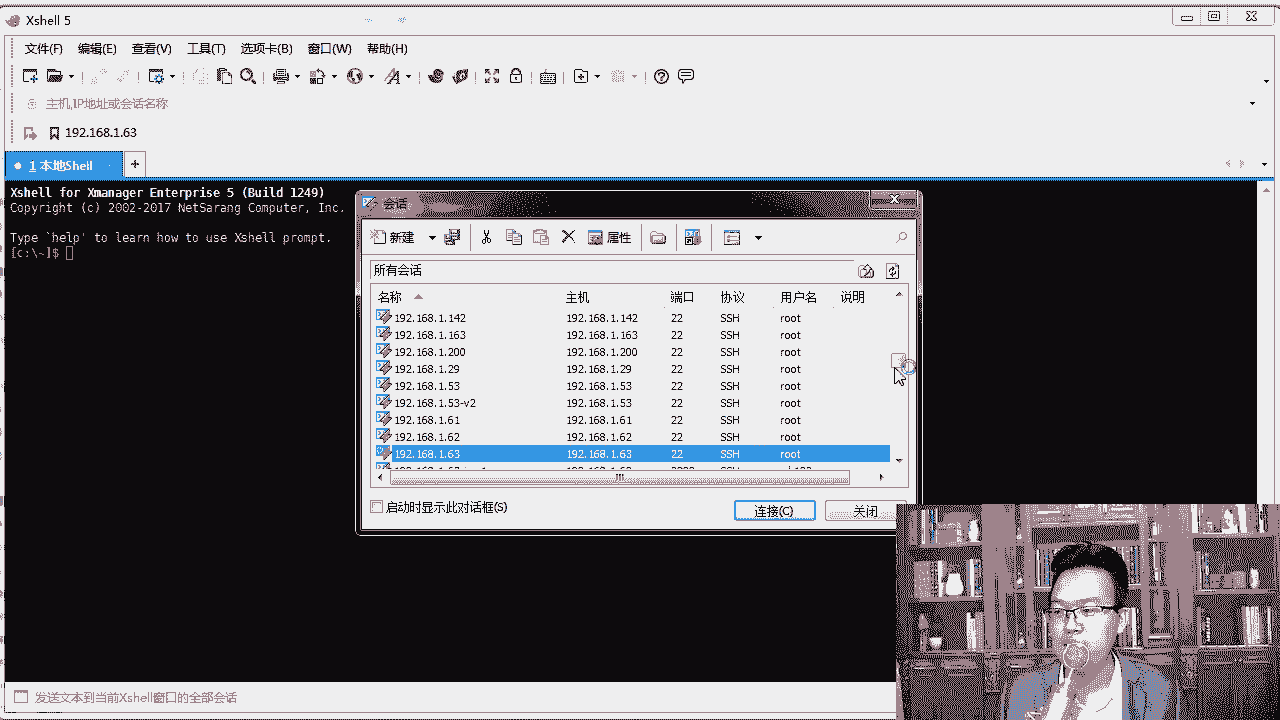 Xshell 5
文件(F) 编辑(E) 查看(V) 工具(T) 选项卡(B) 窗口(W) 帮助(H)
主机,IP地址或会话名称
192.168.1.63
1 本地Shell
Xshell for Xmanager Enterprise 5 (Build 1249)
Copyright (c) 2002-2017 NetSarang Computer, Inc.
Type `help' to learn how to use Xshell prompt.
[c:\~]$
会话
新建 属性
所有会话
名称 主机 端口 协议 用户名 说明
192.168.1.142 192.168.1.142 22 SSH root
192.168.1.163 192.168.1.163 22 SSH root
192.168.1.200 192.168.1.200 22 SSH root
192.168.1.29 192.168.1.29 22 SSH root
192.168.1.53 192.168.1.53 22 SSH root
192.168.1.53-v2 192.168.1.53 22 SSH root
192.168.1.61 192.168.1.61 22 SSH root
192.168.1.62 192.168.1.62 22 SSH root
192.168.1.63 192.168.1.63 22 SSH root
启动时显示此对话框(S)
连接(C) 关闭
发送文本到当前Xshell窗口的全部会话